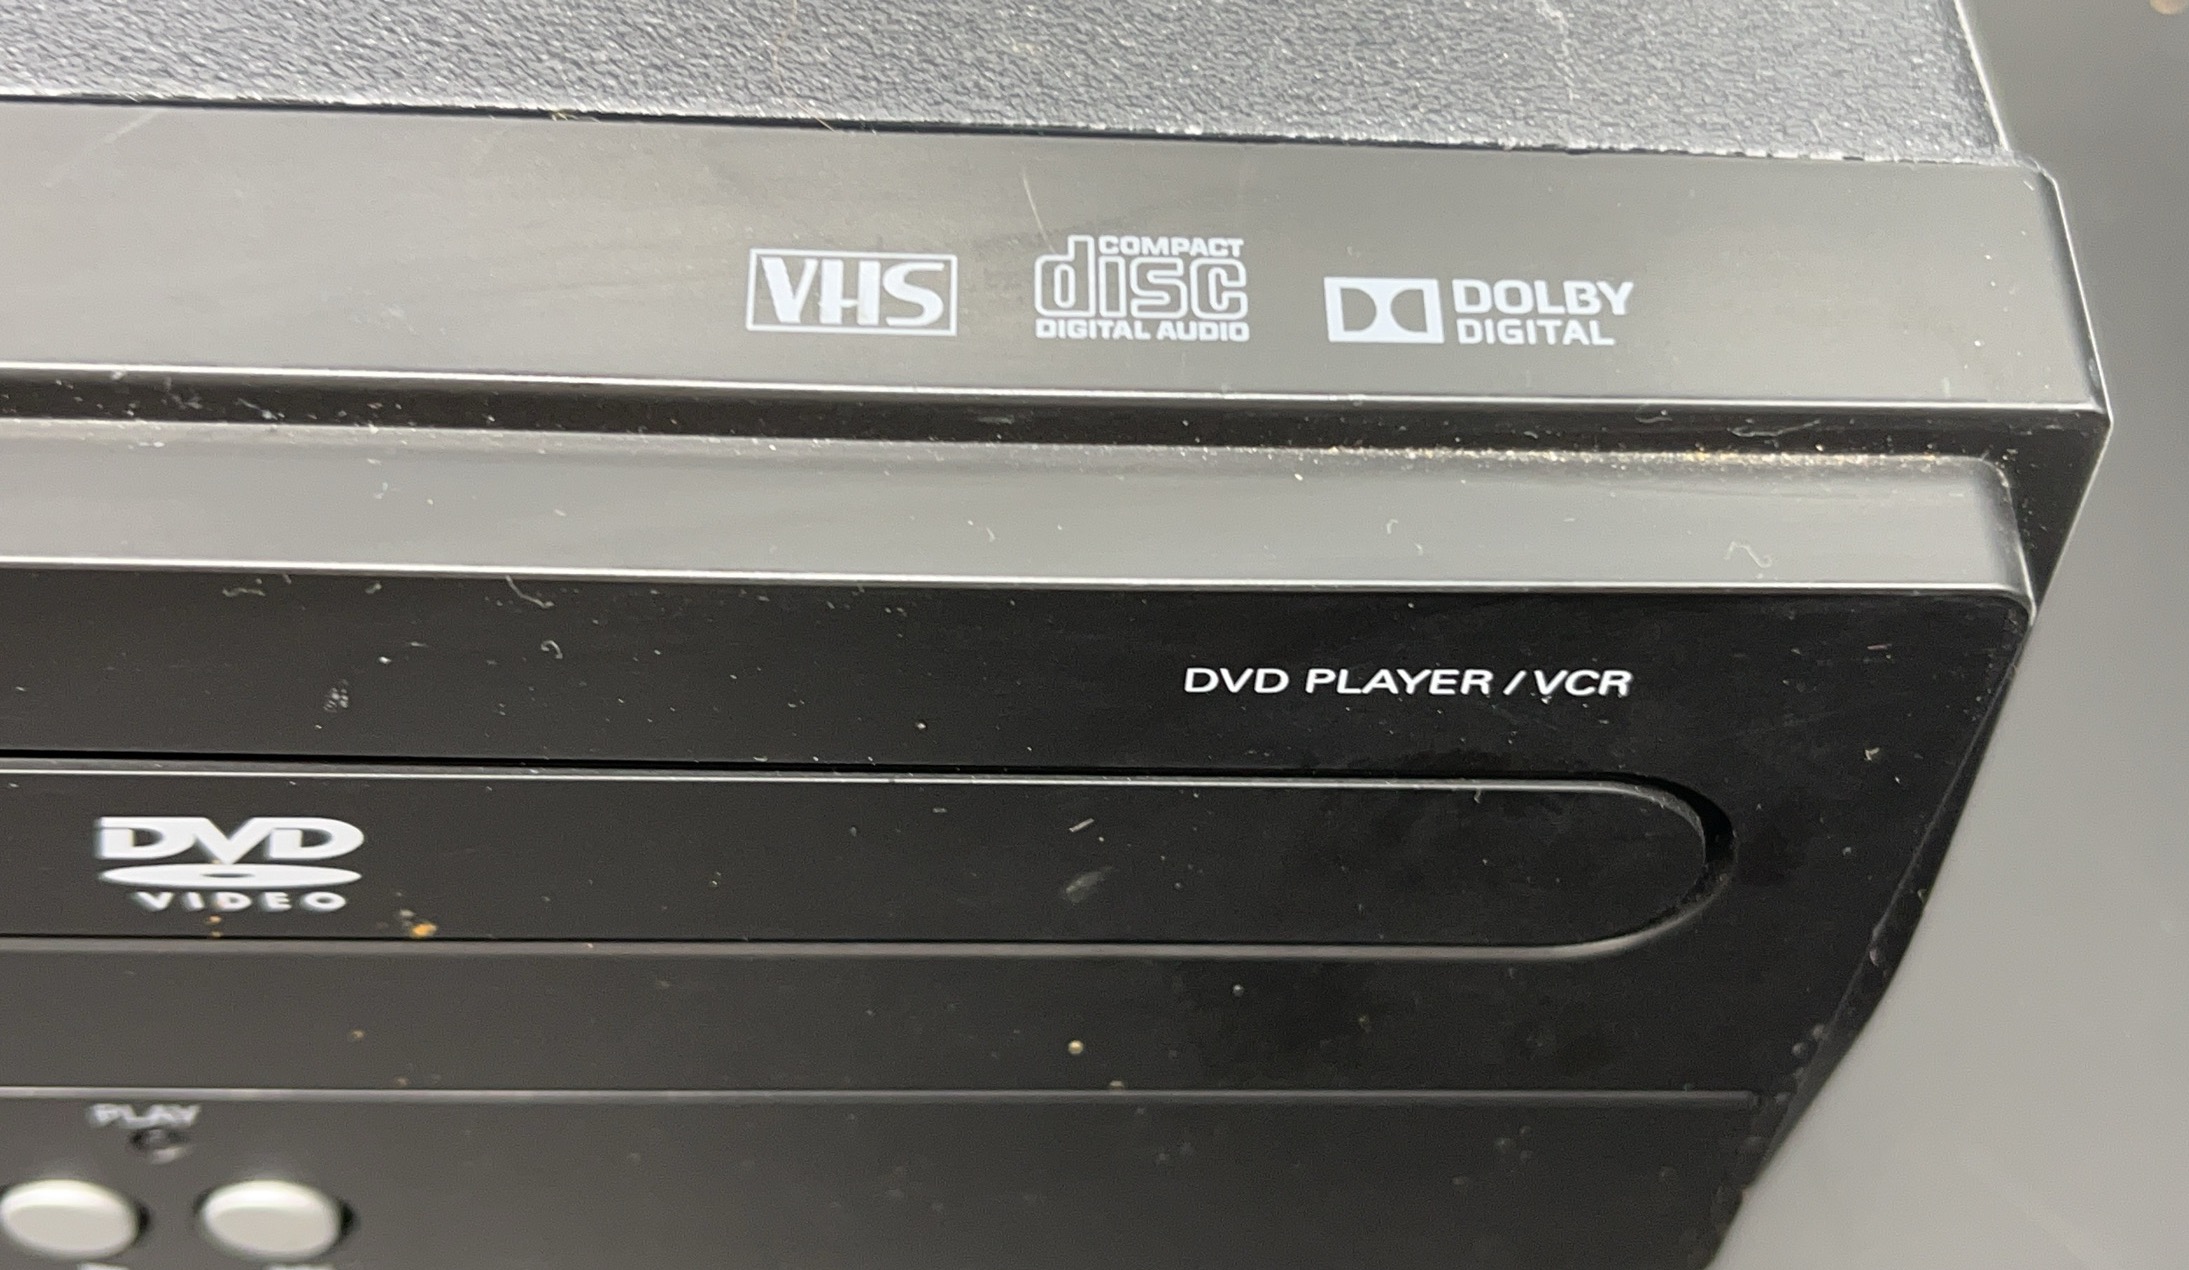 VHS
COMPACT
disc
DIGITAL AUDIO
DOLBY
DIGITAL
DVD PLAYER / VCR
DVD
VIDEO
PLAY